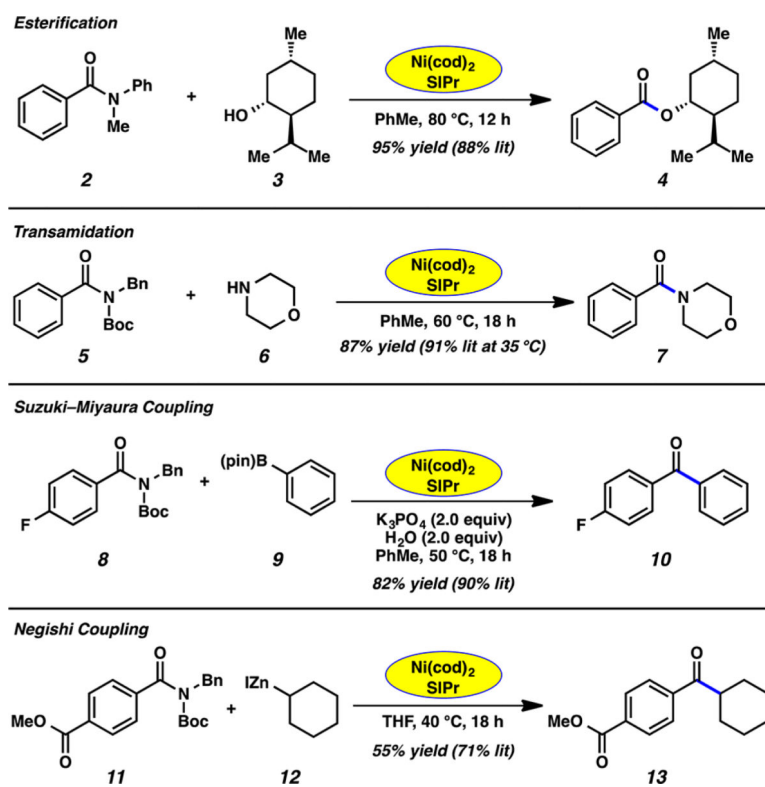 Esterification
O
N
Ph
Me
2
+
Me
HO
Me
Me
3
Ni(cod)2
SIPr
PhMe, 80 °C, 12 h
95% yield (88% lit)
Me
O
O
Me
Me
4
Transamidation
O
N
Bn
Boc
5
+
HN
O
6
Ni(cod)2
SIPr
PhMe, 60 °C, 18 h
87% yield (91% lit at 35 °C)
O
N
O
7
Suzuki–Miyaura Coupling
O
N
Bn
Boc
F
8
+
(pin)B
9
Ni(cod)2
SIPr
K3PO4 (2.0 equiv)
H2O (2.0 equiv)
PhMe, 50 °C, 18 h
82% yield (90% lit)
O
F
10
Negishi Coupling
O
N
Bn
Boc
MeO
O
11
+
IZn
12
Ni(cod)2
SIPr
THF, 40 °C, 18 h
55% yield (71% lit)
O
MeO
O
13